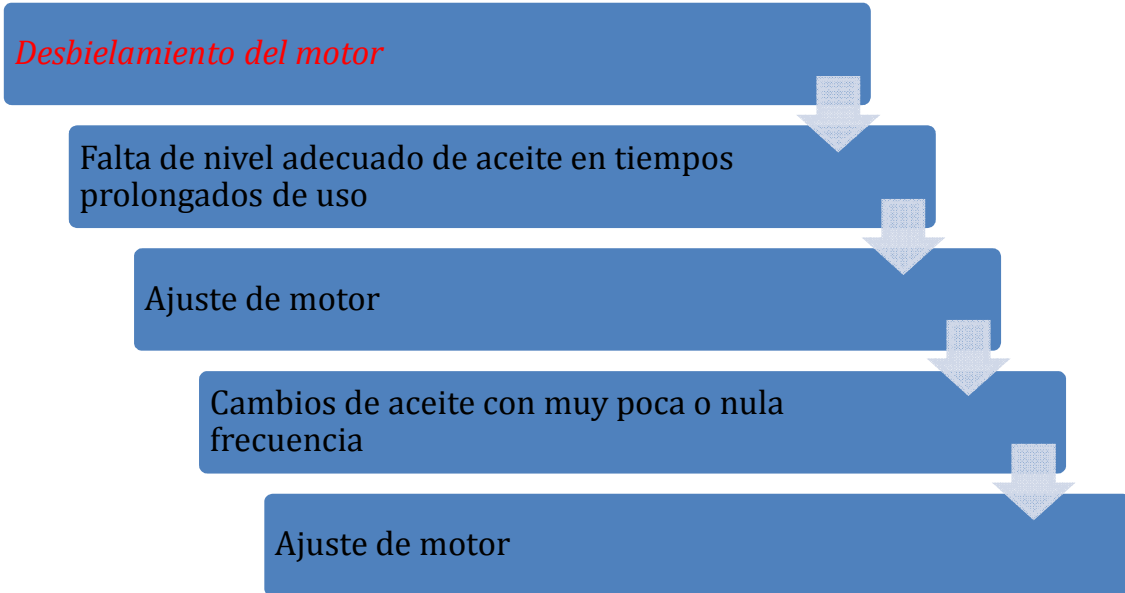 Desbielamiento del motor
Falta de nivel adecuado de aceite en tiempos
prolongados de uso
Ajuste de motor
Cambios de aceite con muy poca o nula
frecuencia
Ajuste de motor